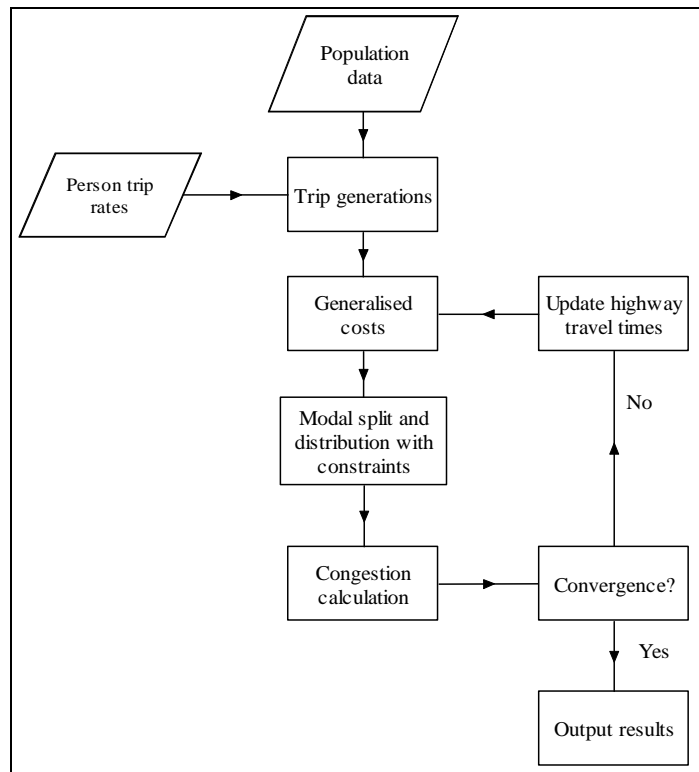 Population
data
Person trip
rates
Trip generations
Generalised
costs
Update highway
travel times
Modal split and
distribution with
constraints
No
Congestion
calculation
Convergence?
Yes
Output results